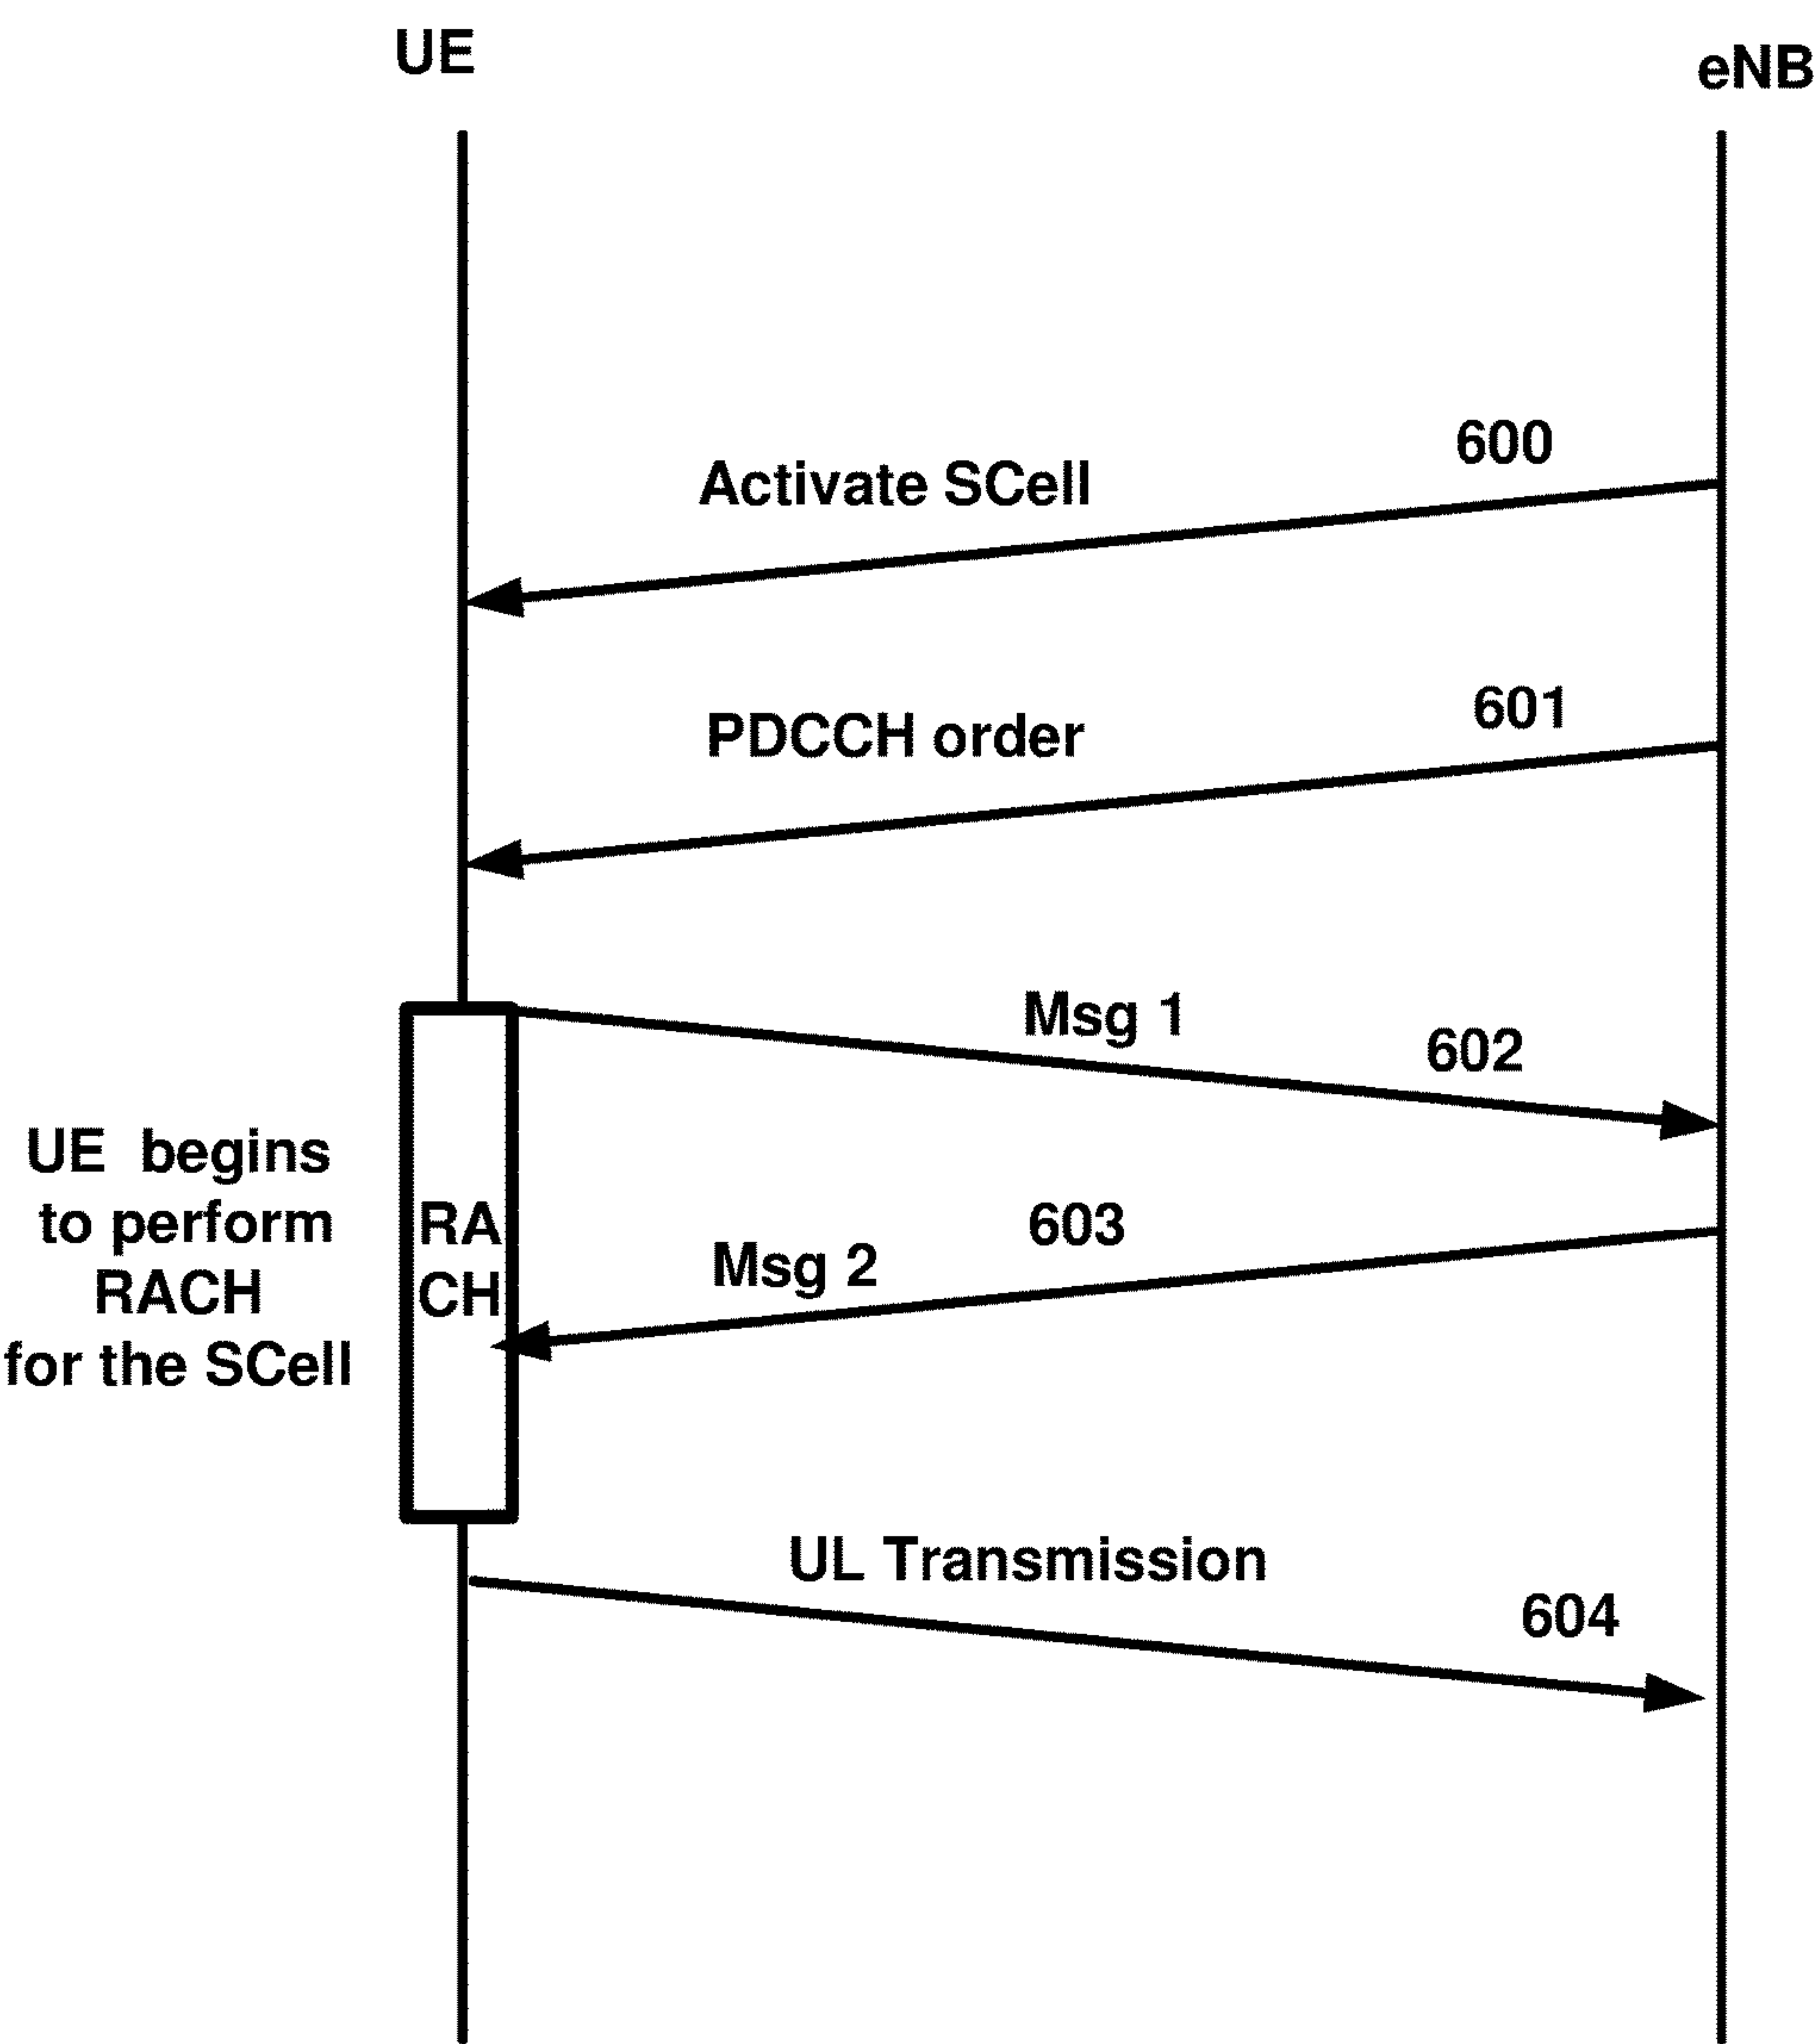 UE
eNB
600
Activate SCell
601
PDCCH order
Msg 1
602
UE begins
to perform
RACH
for the SCell
RA
CH
603
Msg 2
UL Transmission
604